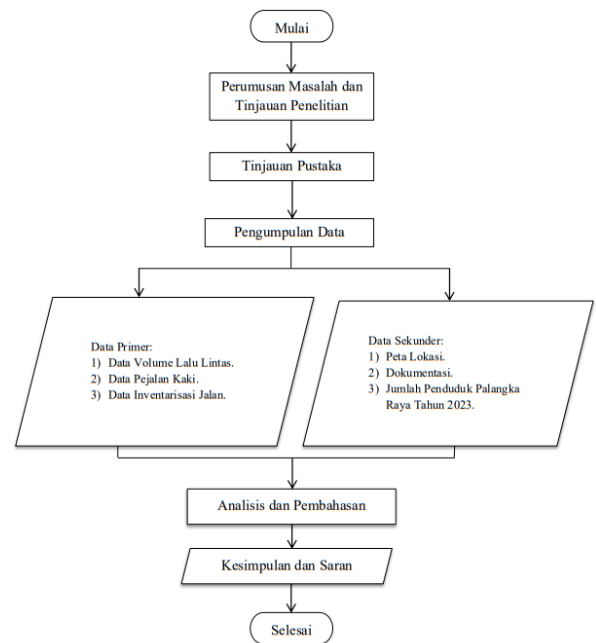 Mulai
Perumusan Masalah dan
Tinjauan Penelitian
Tinjauan Pustaka
Pengumpulan Data
Data Primer:
1) Data Volume Lalu Lintas.
2) Data Pejalan Kaki.
3) Data Inventarisasi Jalan.
Data Sekunder:
1) Peta Lokasi.
2) Dokumentasi.
3) Jumlah Penduduk Palangka
Raya Tahun 2023.
Analisis dan Pembahasan
Kesimpulan dan Saran
Selesai